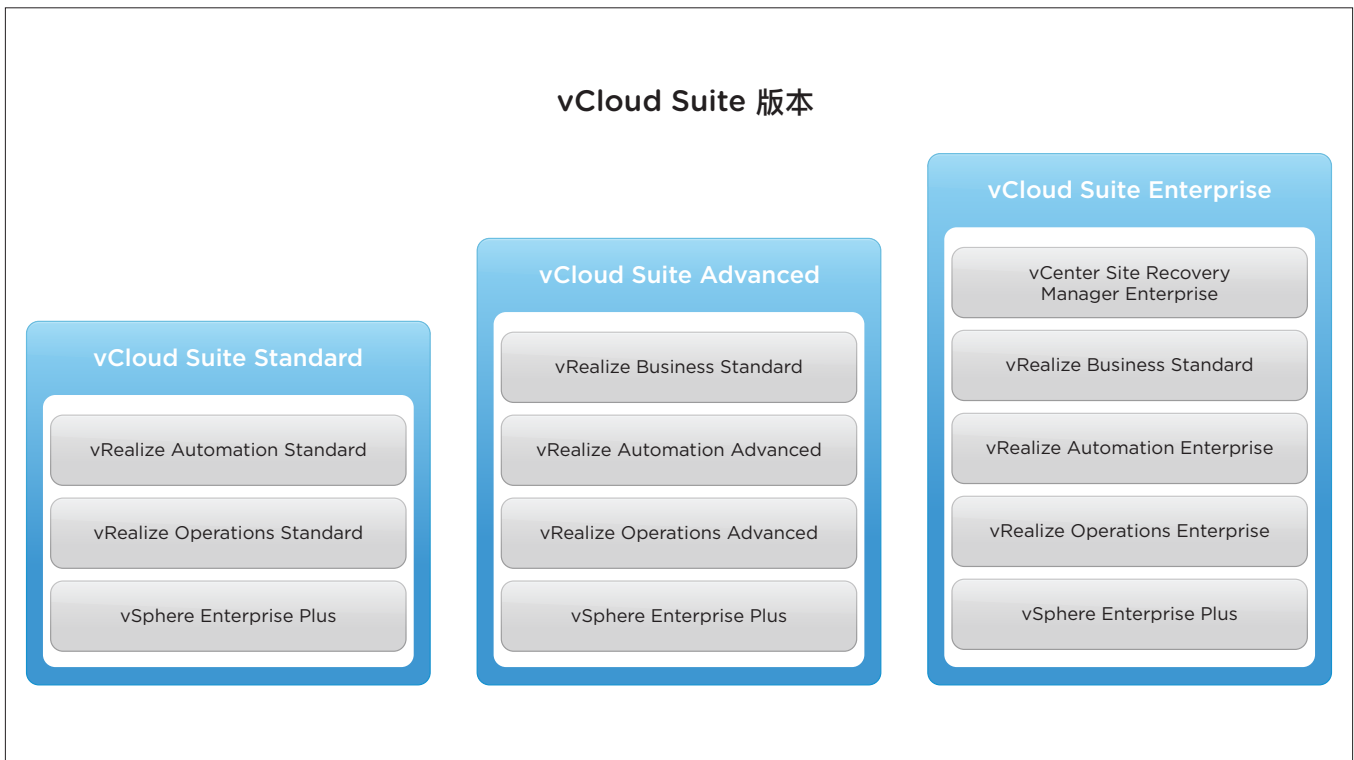 vCloud Suite 版本
vCloud Suite Standard
vRealize Automation Standard
vRealize Operations Standard
vSphere Enterprise Plus
vCloud Suite Advanced
vRealize Business Standard
vRealize Automation Advanced
vRealize Operations Advanced
vSphere Enterprise Plus
vCloud Suite Enterprise
vCenter Site Recovery
Manager Enterprise
vRealize Business Standard
vRealize Automation Enterprise
vRealize Operations Enterprise
vSphere Enterprise Plus